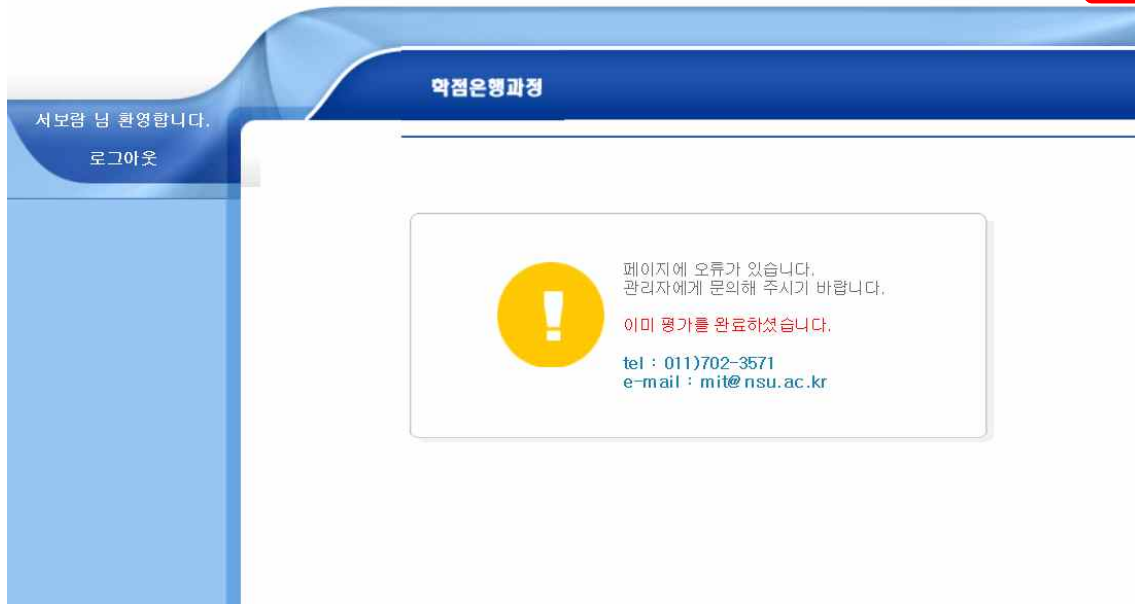 학점은행과정
서보람 님 환영합니다.
로그아웃
페이지에 오류가 있습니다.
관리자에게 문의해 주시기 바랍니다.
이미 평가를 완료하셨습니다.
tel : 011)702-3571
e-mail : mit@nsu.ac.kr